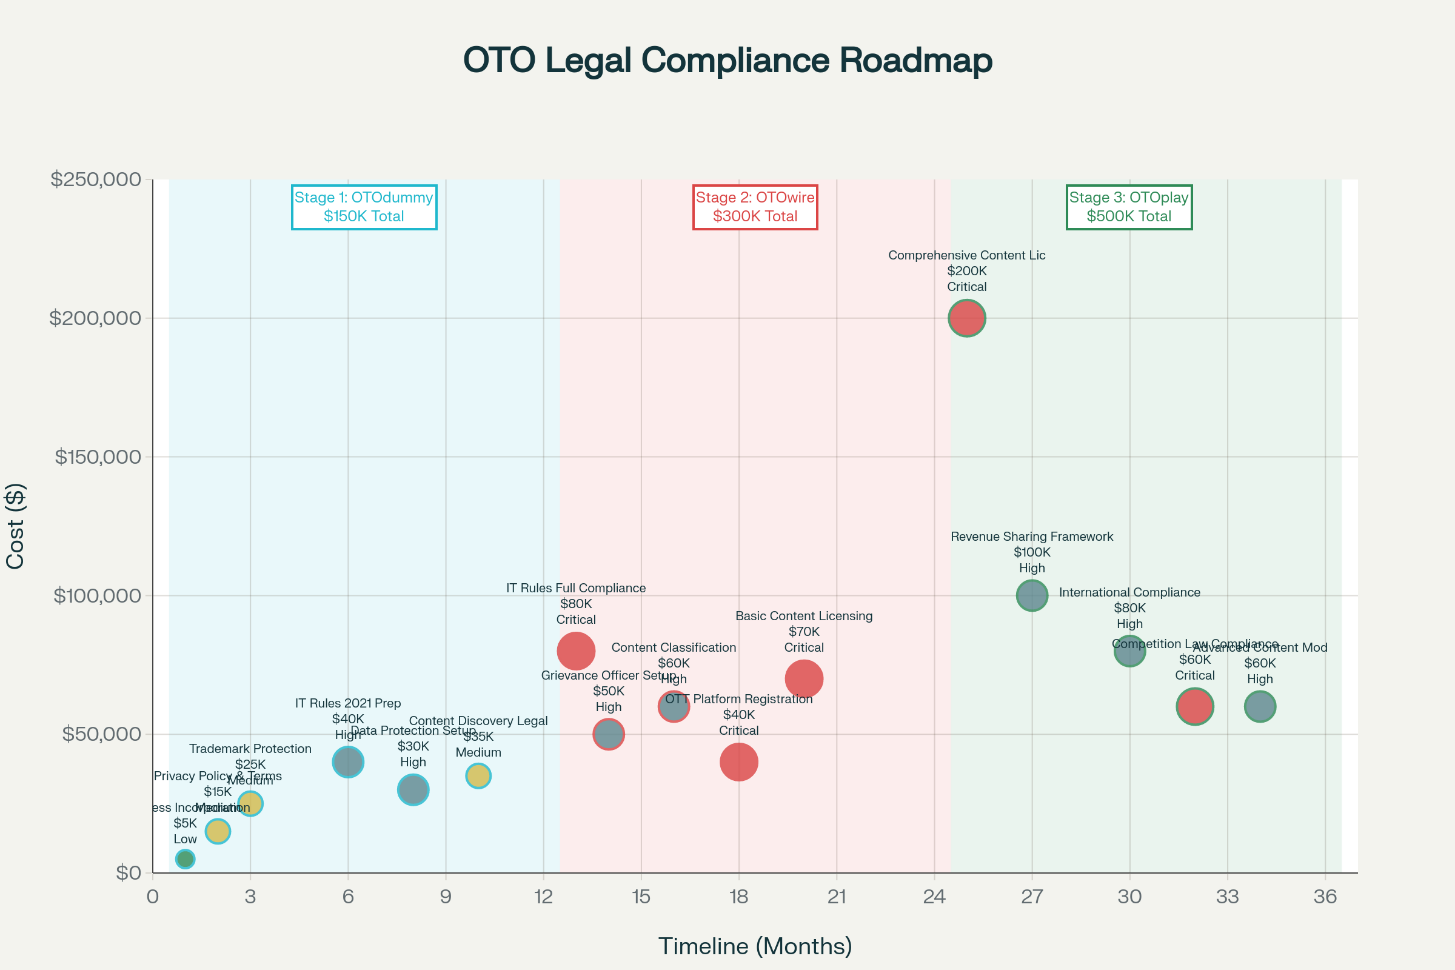 OTO Legal Compliance Roadmap
$250,000
$200,000
$150,000
$100,000
$50,000
$0
Cost ($)
Stage 1: OTOdummy
$150K Total
Stage 2: OTOwire
$300K Total
Stage 3: OTOplay
$500K Total
ess Incorporation
$5K
Low
Privacy Policy & Terms
$15K
Medium
Trademark Protection
$25K
Medium
IT Rules 2021 Prep
$40K
High
Data Protection Setup
$30K
High
Content Discovery Legal
$35K
Medium
IT Rules Full Compliance
$80K
Critical
Grievance Officer Setup
$50K
High
Content Classification
$60K
High
OTT Platform Registration
$40K
Critical
Basic Content Licensing
$70K
Critical
Comprehensive Content Lic
$200K
Critical
Revenue Sharing Framework
$100K
High
International Compliance
$80K
High
Competition Law Compliance
$60K
Critical
Advanced Content Mod
$60K
High
0 3 6 9 12 15 18 21 24 27 30 33 36
Timeline (Months)